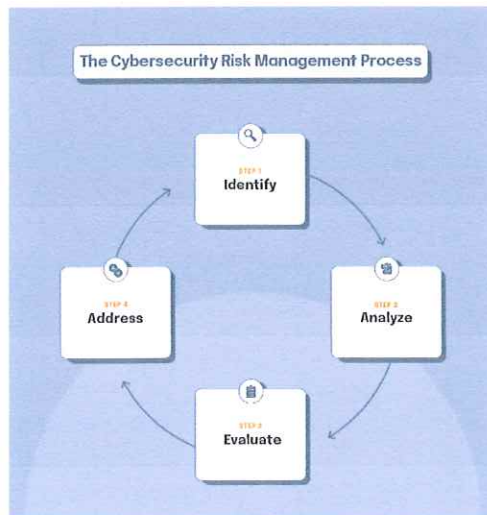 The Cybersecurity Risk Management Process
STEP 1
Identify
STEP 2
Analyze
STEP 3
Evaluate
STEP 4
Address